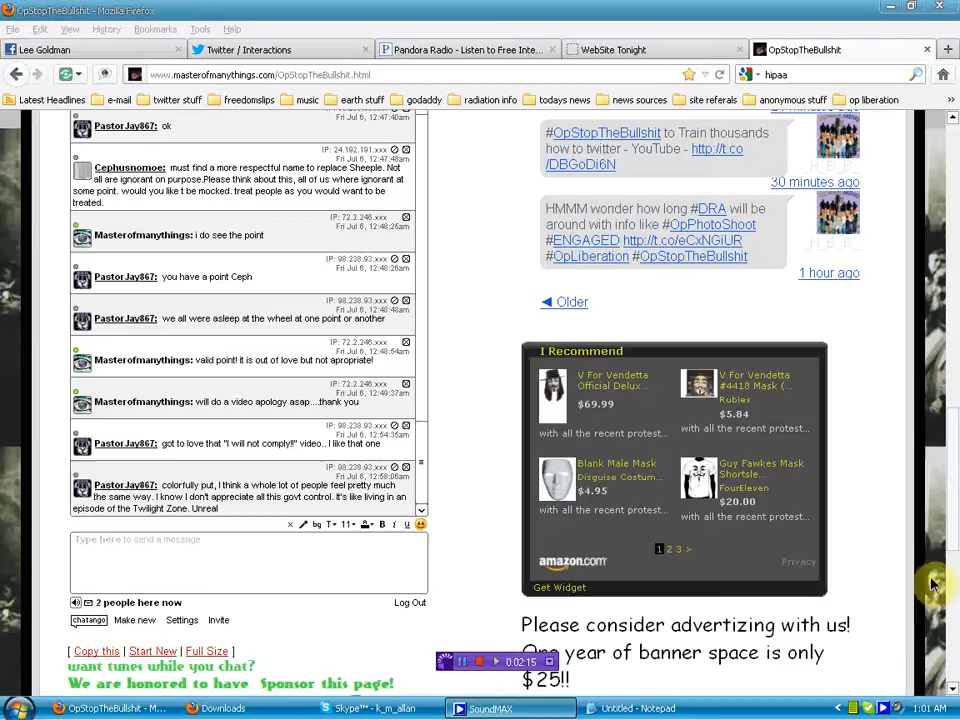 OpStopTheBullshit - Mozilla Firefox
File Edit View History Bookmarks Tools Help
Lee Goldman
Twitter / Interactions
Pandora Radio - Listen to Free Inte...
WebSite Tonight
OpStopTheBullshit
www.masterofmanythings.com/OpStopTheBullshit.html
hipaa
Latest Headlines e-mail twitter stuff freedomslips music earth stuff godaddy radiation info todays news news sources site referals anonymous stuff op liberation
Fri Jul 6, 12:47:40am
PastorJay867: ok
IP: 24.192.191.xxx
Fri Jul 6, 12:47:48am
Cephusnomoe: must find a more respectful name to replace Sheeple. Not
all are ignorant on purpose.Please think about this, all of us where ignorant at
some point. would you like t be mocked. treat people as you would want to be
treated.
IP: 72.2.246.xxx
Fri Jul 6, 12:48:25am
Masterofmanythings: i do see the point
IP: 98.238.93.xxx
Fri Jul 6, 12:48:26am
PastorJay867: you have a point Ceph
IP: 98.238.93.xxx
Fri Jul 6, 12:48:48am
PastorJay867: we all were asleep at the wheel at one point or another
IP: 72.2.246.xxx
Fri Jul 6, 12:48:54am
Masterofmanythings: valid point! it is out of love but not apropriate!
IP: 72.2.246.xxx
Fri Jul 6, 12:49:37am
Masterofmanythings: will do a video apology asap....thank you
IP: 98.238.93.xxx
Fri Jul 6, 12:54:35am
PastorJay867: got to love that "I will not comply!!" video.. I like that one
IP: 98.238.93.xxx
Fri Jul 6, 12:58:06am
PastorJay867: colorfully put, I think a whole lot of people feel pretty much
the same way. I know I don't appreciate all this govt control. It's like living in an
episode of the Twilight Zone. Unreal
bg T 11 A B i U
Type here to send a message
2 people here now
Log Out
chatango Make new Settings Invite
[ Copy this | Start New | Full Size ]
want tunes while you chat?
We are honored to have Sponsor this page!
#OpStopTheBullshit to Train thousands
how to twitter - YouTube - http://t.co
/DBGoDi6N
30 minutes ago
HMMM wonder how long #DRA will be
around with info like #OpPhotoShoot
#ENGAGED http://t.co/eCxNGiUR
#OpLiberation #OpStopTheBullshit
1 hour ago
◄ Older
I Recommend
V For Vendetta
Official Delux...
$69.99
with all the recent protest...
V For Vendetta
#4418 Mask (...
Rubies
$5.84
with all the recent protest...
Blank Male Mask
Disguise Costum...
$4.95
with all the recent protest...
Guy Fawkes Mask
Shortsle...
FourEleven
$20.00
with all the recent protest...
1 2 3 >
amazon.com
Privacy
Get Widget
Please consider advertizing with us!
One year of banner space is only
$25!!
0:02:15
OpStopTheBullshit - M...
Downloads
Skype™ - k_m_allan
SoundMAX
Untitled - Notepad
1:01 AM